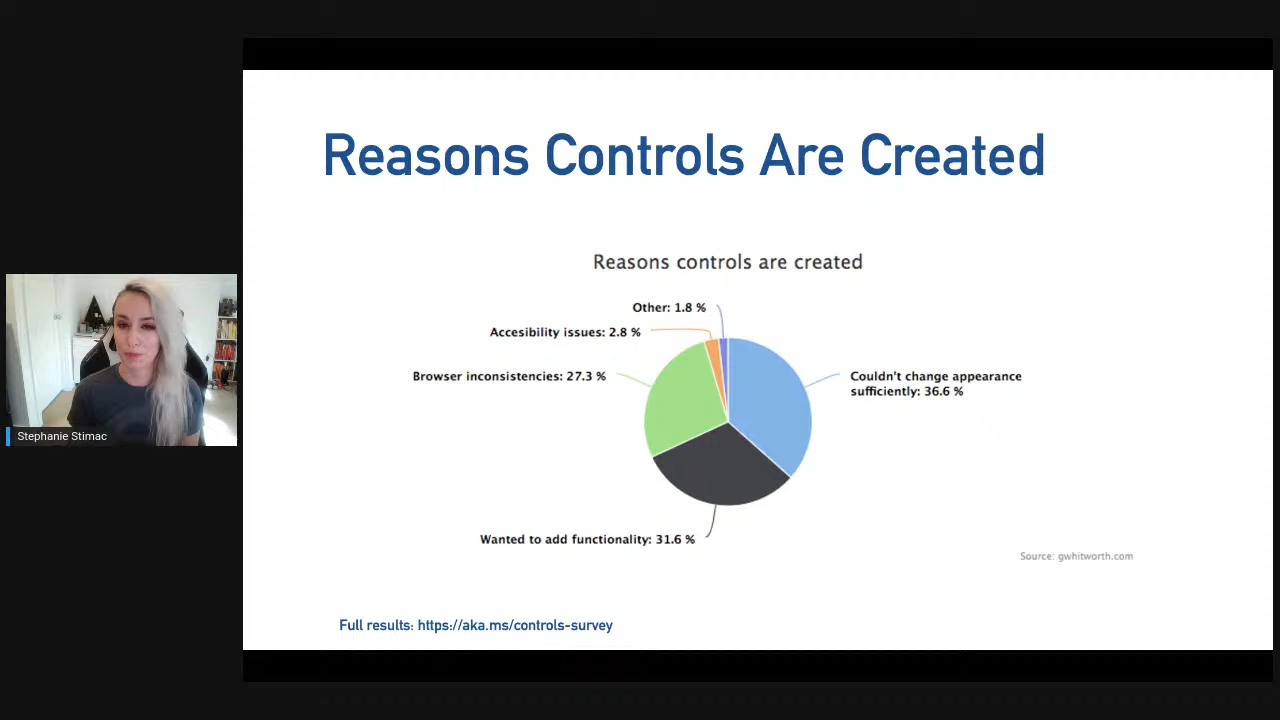 Reasons Controls Are Created
Reasons controls are created
Other: 1.8 %
Accesibility issues: 2.8 %
Browser inconsistencies: 27.3 %
Couldn't change appearance
sufficiently: 36.6 %
Wanted to add functionality: 31.6 %
Source: gwhitworth.com
Full results: https://aka.ms/controls-survey
Stephanie Stimac